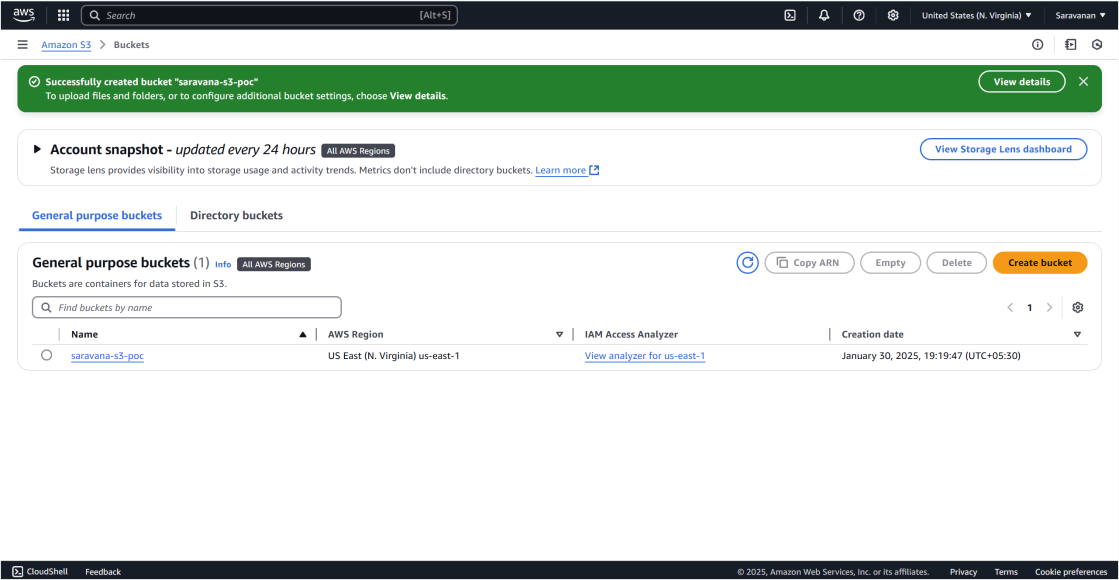 aws
Search [Alt+S]
United States (N. Virginia) ▼
Saravanan ▼
Amazon S3 > Buckets
Successfully created bucket "saravana-s3-poc"
To upload files and folders, or to configure additional bucket settings, choose View details.
View details
Account snapshot - updated every 24 hours All AWS Regions
View Storage Lens dashboard
Storage lens provides visibility into storage usage and activity trends. Metrics don't include directory buckets. Learn more
General purpose buckets Directory buckets
General purpose buckets (1) Info All AWS Regions
Copy ARN Empty Delete Create bucket
Buckets are containers for data stored in S3.
Find buckets by name
1
Name AWS Region IAM Access Analyzer Creation date
saravana-s3-poc US East (N. Virginia) us-east-1 View analyzer for us-east-1 January 30, 2025, 19:19:47 (UTC+05:30)
CloudShell Feedback © 2025, Amazon Web Services, Inc. or its affiliates. Privacy Terms Cookie preferences